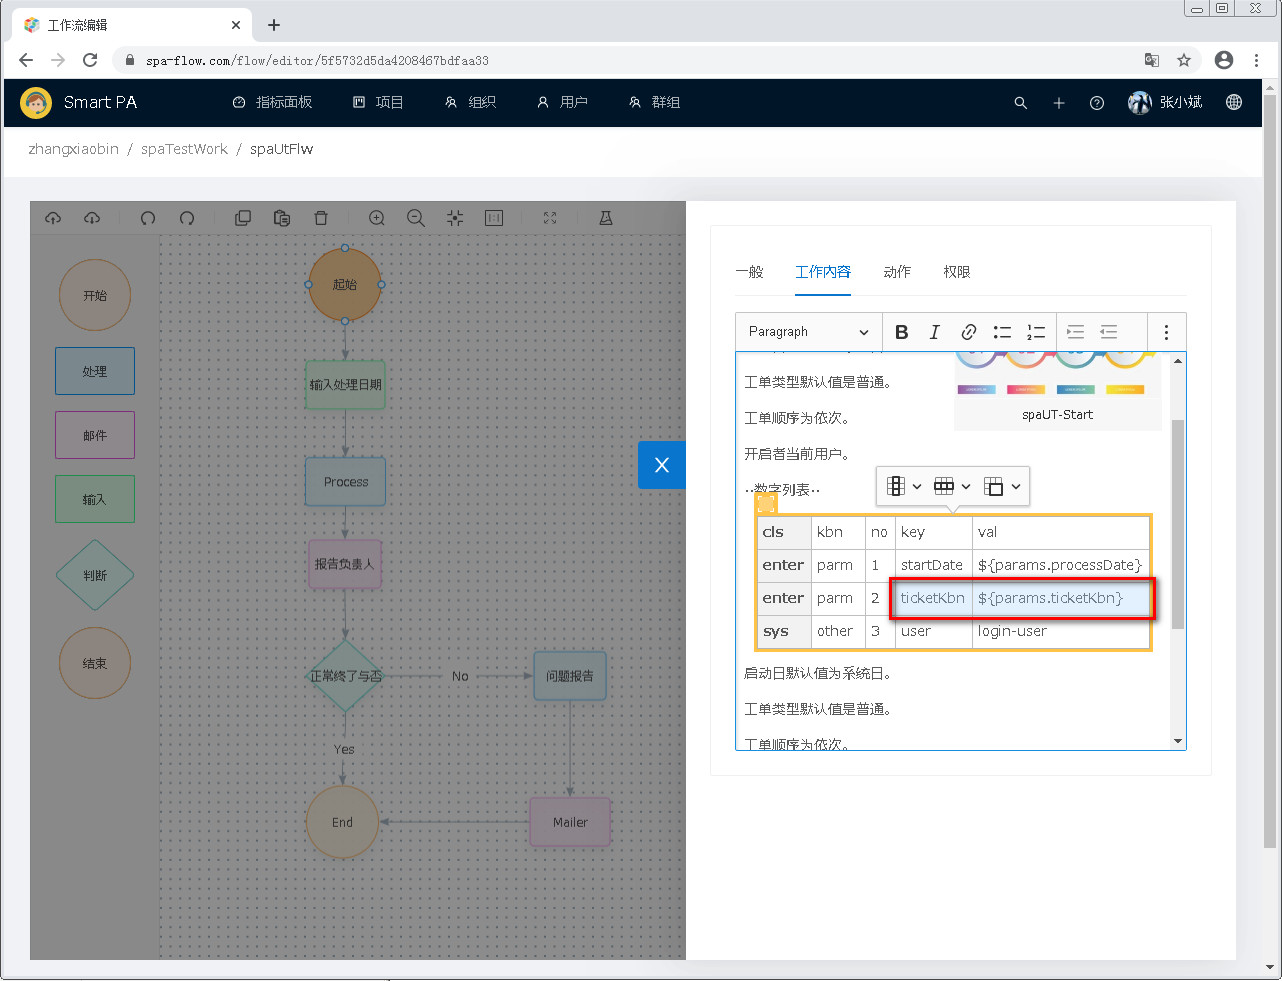 工作流编辑
spa-flow.com/flow/editor/5f5732d5da4208467bdfaa33
Smart PA
指标面板
项目
组织
用户
群组
张小斌
zhangxiaobin / spaTestWork / spaUtFlw
开始
处理
邮件
输入
判断
结束
起始
输入处理日期
Process
报告负责人
正常终了与否
No
问题报告
Yes
End
Mailer
X
一般
工作内容
动作
权限
Paragraph
工单类型默认值是普通。
spaUT-Start
工单顺序为依次。
开启者当前用户。
··数字列表··
cls kbn no key val
enter parm 1 startDate ${params.processDate}
enter parm 2 ticketKbn ${params.ticketKbn}
sys other 3 user login-user
启动日默认值为系统日。
工单类型默认值是普通。
工单顺序为依次。